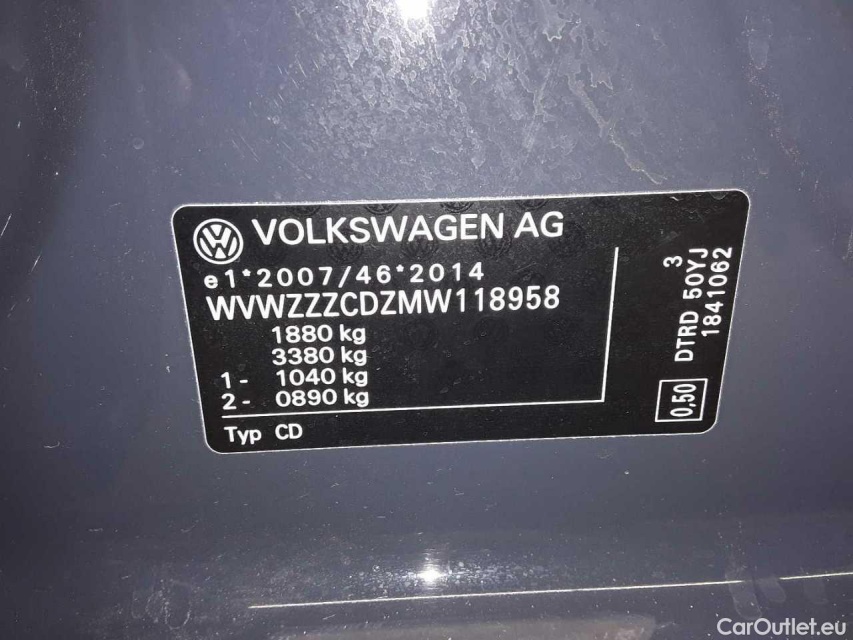 VOLKSWAGEN AG
e1*2007/46*2014
WVWZZZCDZMW118958
1880 kg
3380 kg
1- 1040 kg
2- 0890 kg
Typ CD
3
DTRD 50YJ
1841062
0,50
CarOutlet.eu